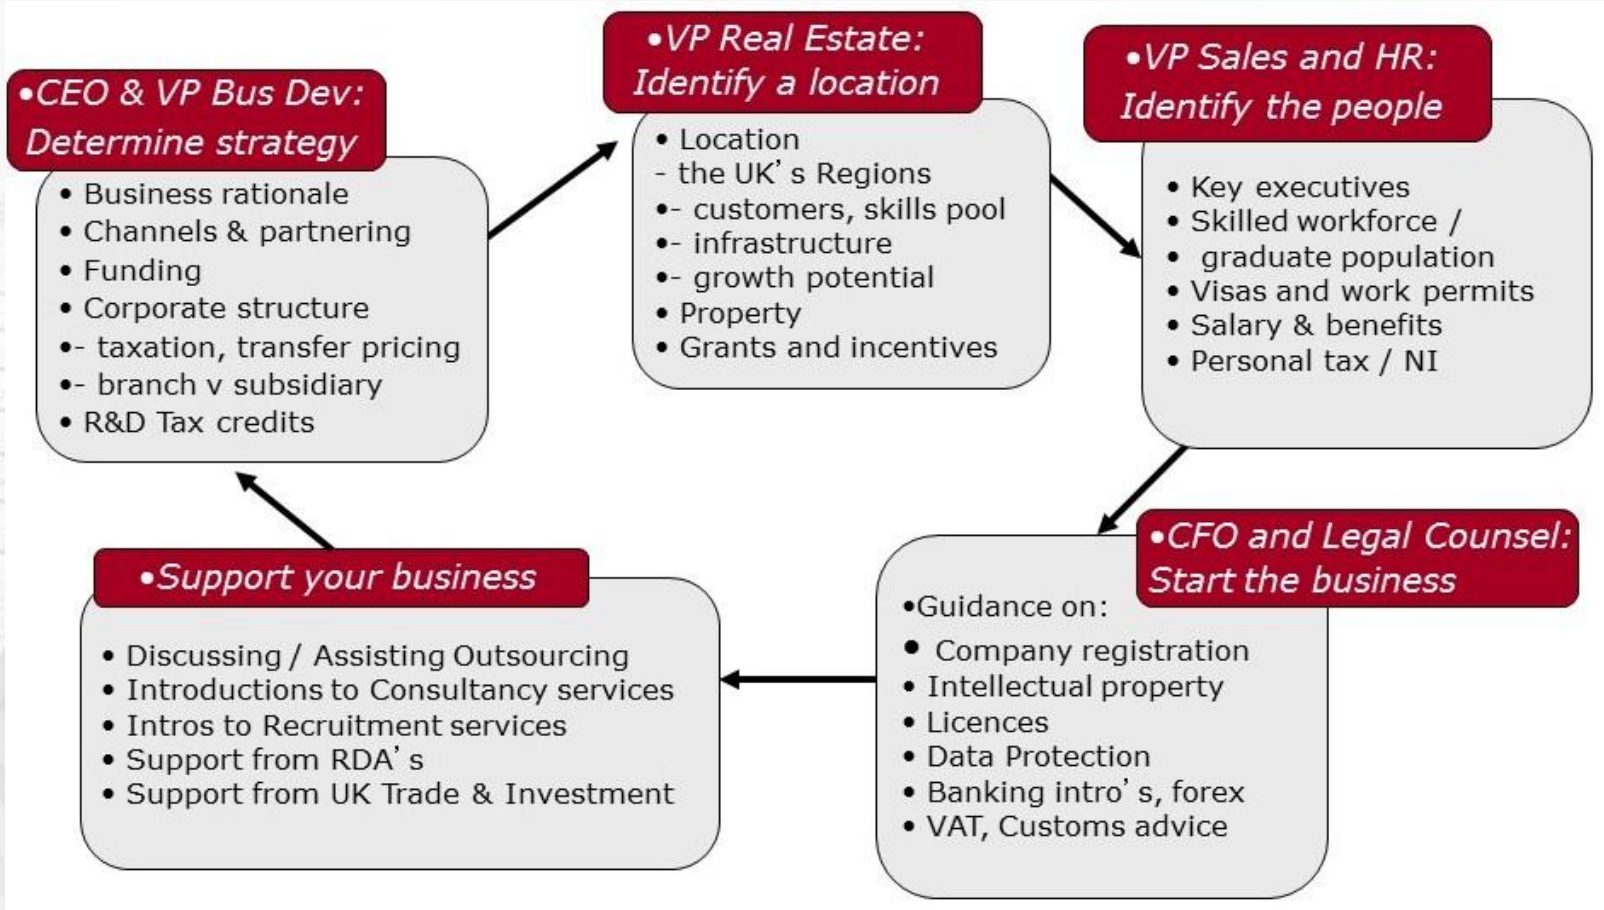 •CEO & VP Bus Dev:
Determine strategy
• Business rationale
• Channels & partnering
• Funding
• Corporate structure
•- taxation, transfer pricing
•- branch v subsidiary
• R&D Tax credits
•VP Real Estate:
Identify a location
• Location
- the UK’s Regions
•- customers, skills pool
•- infrastructure
•- growth potential
• Property
• Grants and incentives
•VP Sales and HR:
Identify the people
• Key executives
• Skilled workforce /
• graduate population
• Visas and work permits
• Salary & benefits
• Personal tax / NI
•CFO and Legal Counsel:
Start the business
•Guidance on:
• Company registration
• Intellectual property
• Licences
• Data Protection
• Banking intro’s, forex
• VAT, Customs advice
•Support your business
• Discussing / Assisting Outsourcing
• Introductions to Consultancy services
• Intros to Recruitment services
• Support from RDA’s
• Support from UK Trade & Investment